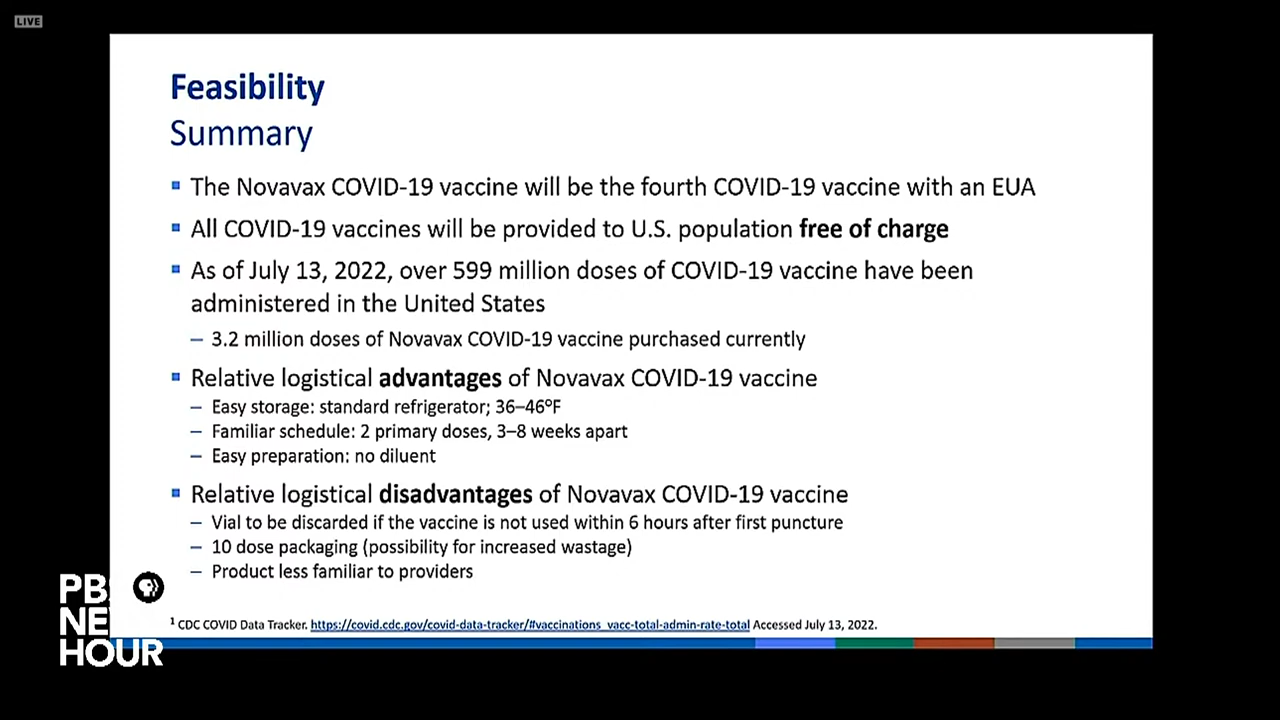 LIVE
Feasibility
Summary
▪ The Novavax COVID-19 vaccine will be the fourth COVID-19 vaccine with an EUA
▪ All COVID-19 vaccines will be provided to U.S. population free of charge
▪ As of July 13, 2022, over 599 million doses of COVID-19 vaccine have been
administered in the United States
– 3.2 million doses of Novavax COVID-19 vaccine purchased currently
▪ Relative logistical advantages of Novavax COVID-19 vaccine
– Easy storage: standard refrigerator; 36–46°F
– Familiar schedule: 2 primary doses, 3–8 weeks apart
– Easy preparation: no diluent
▪ Relative logistical disadvantages of Novavax COVID-19 vaccine
– Vial to be discarded if the vaccine is not used within 6 hours after first puncture
– 10 dose packaging (possibility for increased wastage)
– Product less familiar to providers
¹ CDC COVID Data Tracker. https://covid.cdc.gov/covid-data-tracker/#vaccinations_vacc-total-admin-rate-total Accessed July 13, 2022.
PB
NE
HOUR